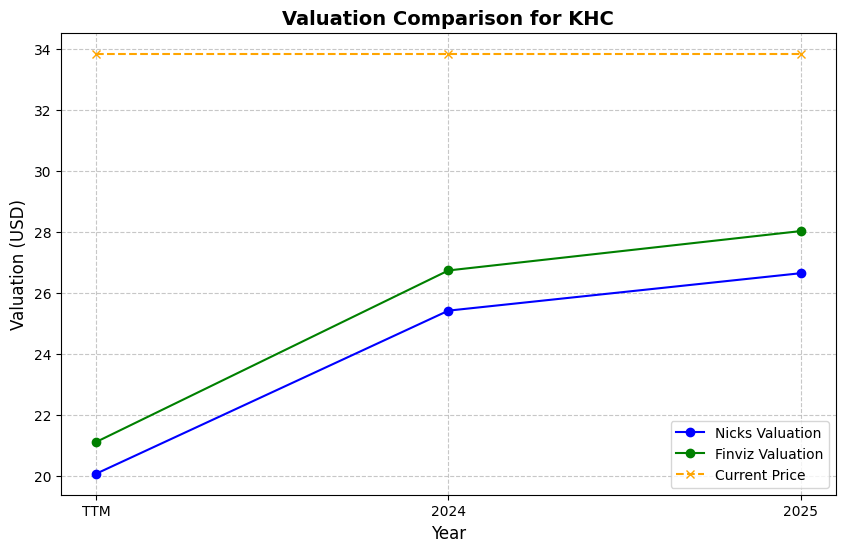 Valuation Comparison for KHC
Valuation (USD)
34
32
30
28
26
24
22
20
TTM
2024
2025
Year
Nicks Valuation
Finviz Valuation
Current Price